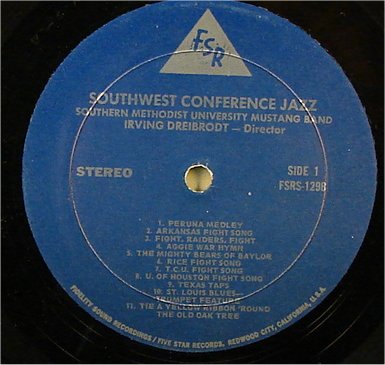 FSR
SOUTHWEST CONFERENCE JAZZ
SOUTHERN METHODIST UNIVERSITY MUSTANG BAND
IRVING DREIBRODT — Director
STEREO
SIDE 1
FSRS-1298
1. PERUNA MEDLEY
2. ARKANSAS FIGHT SONG
3. FIGHT, RAIDERS, FIGHT
4. AGGIE WAR HYMN
5. THE MIGHTY BEARS OF BAYLOR
6. RICE FIGHT SONG
7. T.C.U. FIGHT SONG
8. U. OF HOUSTON FIGHT SONG
9. TEXAS TAPS
10. ST. LOUIS BLUES—
TRUMPET FEATURE
11. TIE A YELLOW RIBBON 'ROUND
THE OLD OAK TREE
FIDELITY SOUND RECORDINGS / FIVE STAR RECORDS, REDWOOD CITY, CALIFORNIA, U.S.A.